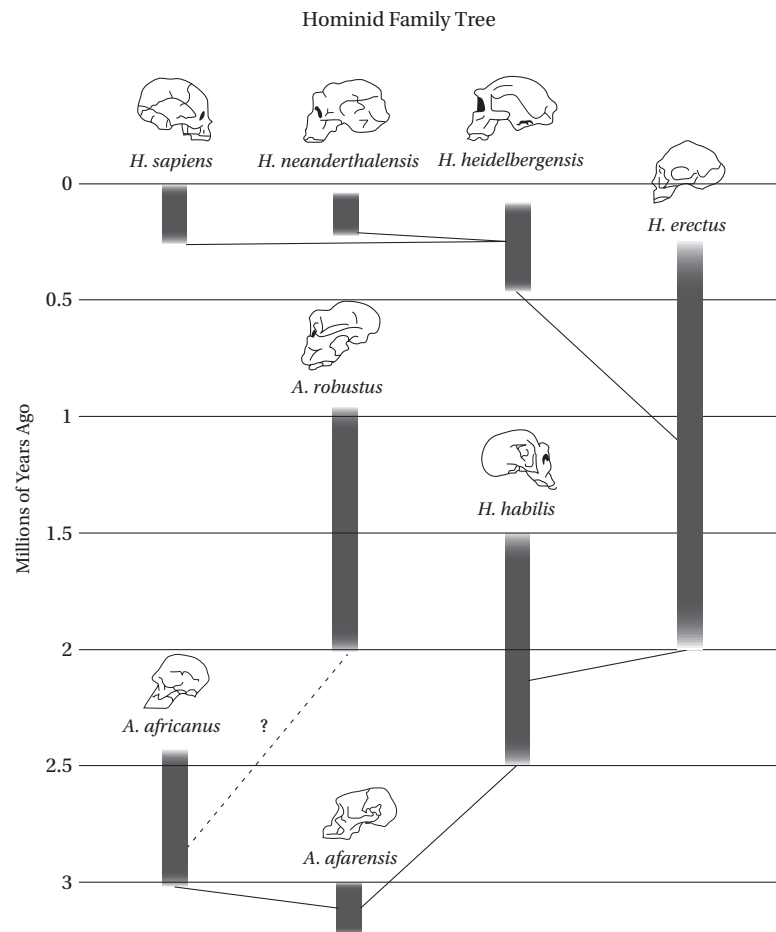 Hominid Family Tree
H. sapiens
H. neanderthalensis
H. heidelbergensis
0
H. erectus
0.5
A. robustus
1
Millions of Years Ago
H. habilis
1.5
2
A. africanus
?
2.5
A. afarensis
3